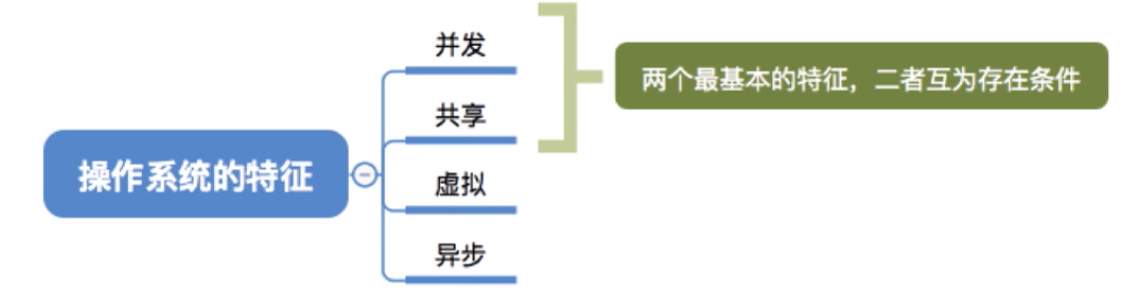 操作系统的特征
并发
共享
虚拟
异步
两个最基本的特征，二者互为存在条件